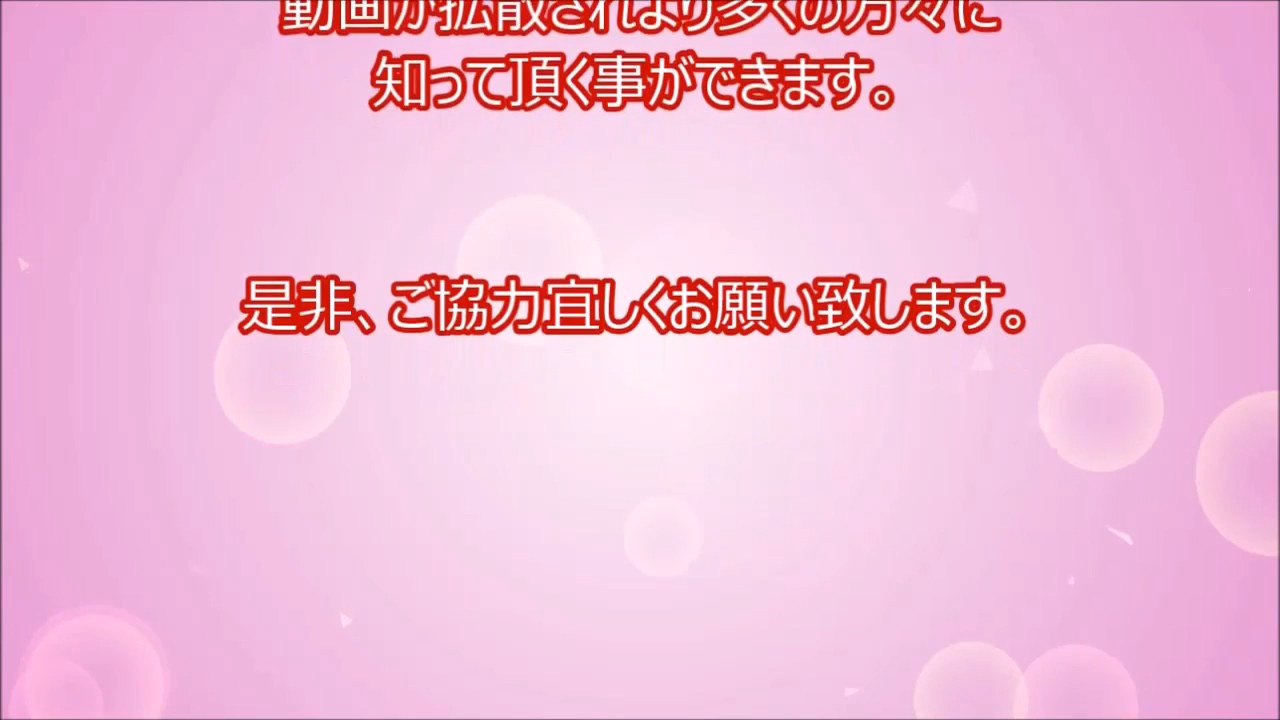 動画が拡散されより多くの方々に
知って頂く事ができます。
是非、ご協力宜しくお願い致します。